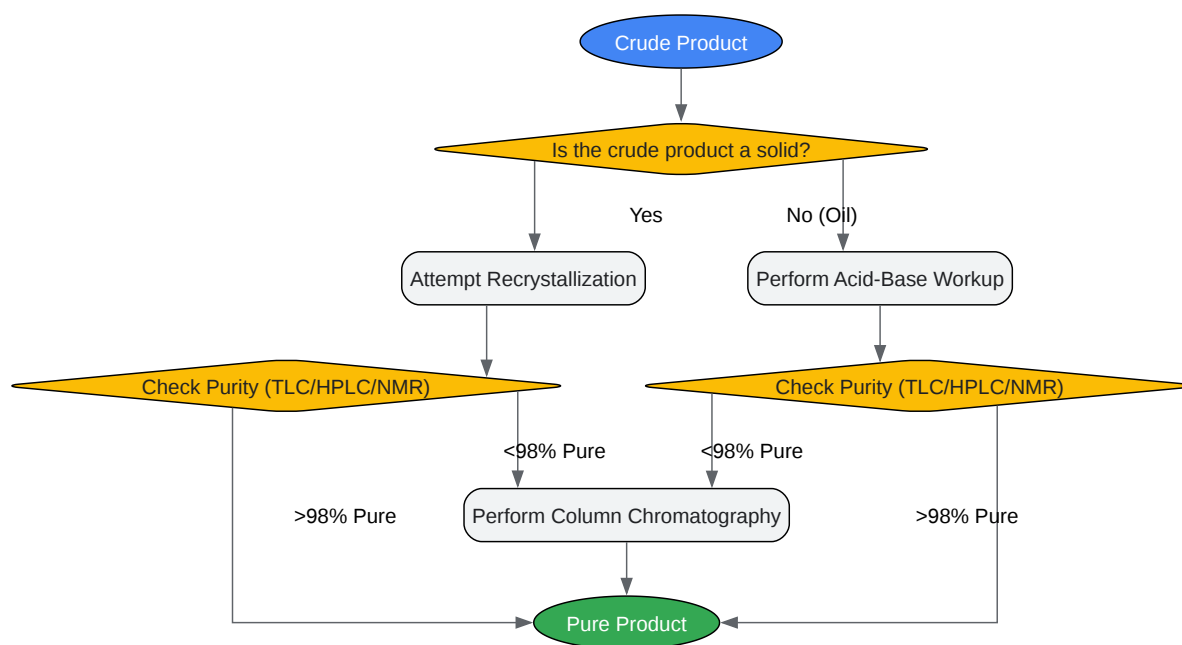 Crude Product
Is the crude product a solid?
Yes
No (Oil)
Attempt Recrystallization
Perform Acid-Base Workup
Check Purity (TLC/HPLC/NMR)
Check Purity (TLC/HPLC/NMR)
<98% Pure
<98% Pure
>98% Pure
Perform Column Chromatography
>98% Pure
Pure Product